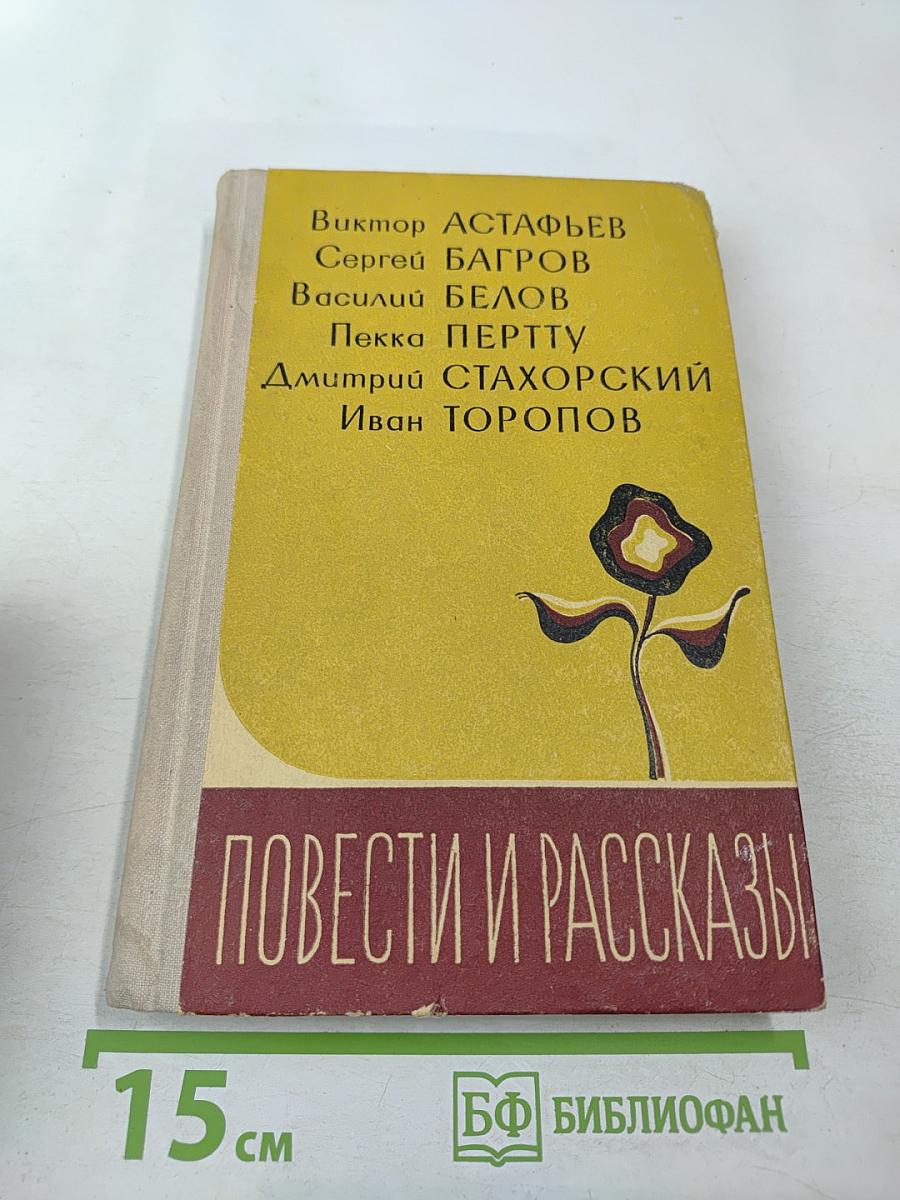 Виктор АСТАФЬЕВ
Сергей БАГРОВ
Василий БЕЛОВ
Пекка ПЕРТТУ
Дмитрий СТАХОРСКИЙ
Иван ТОРОПОВ
ПОВЕСТИ И РАССКАЗЫ
15 см
БФ БИБЛИОФАН